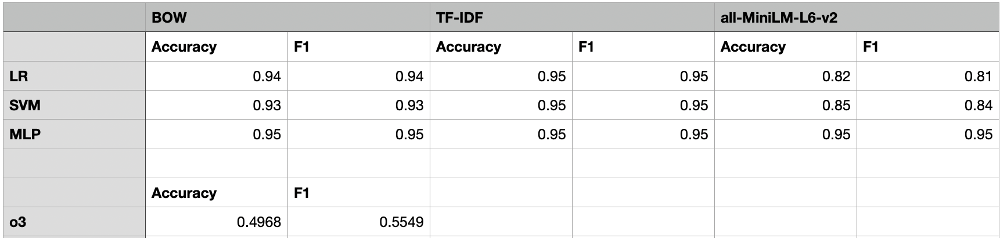 BOW TF-IDF all-MiniLM-L6-v2
Accuracy F1 Accuracy F1 Accuracy F1
LR 0.94 0.94 0.95 0.95 0.82 0.81
SVM 0.93 0.93 0.95 0.95 0.85 0.84
MLP 0.95 0.95 0.95 0.95 0.95 0.95
Accuracy F1
o3 0.4968 0.5549